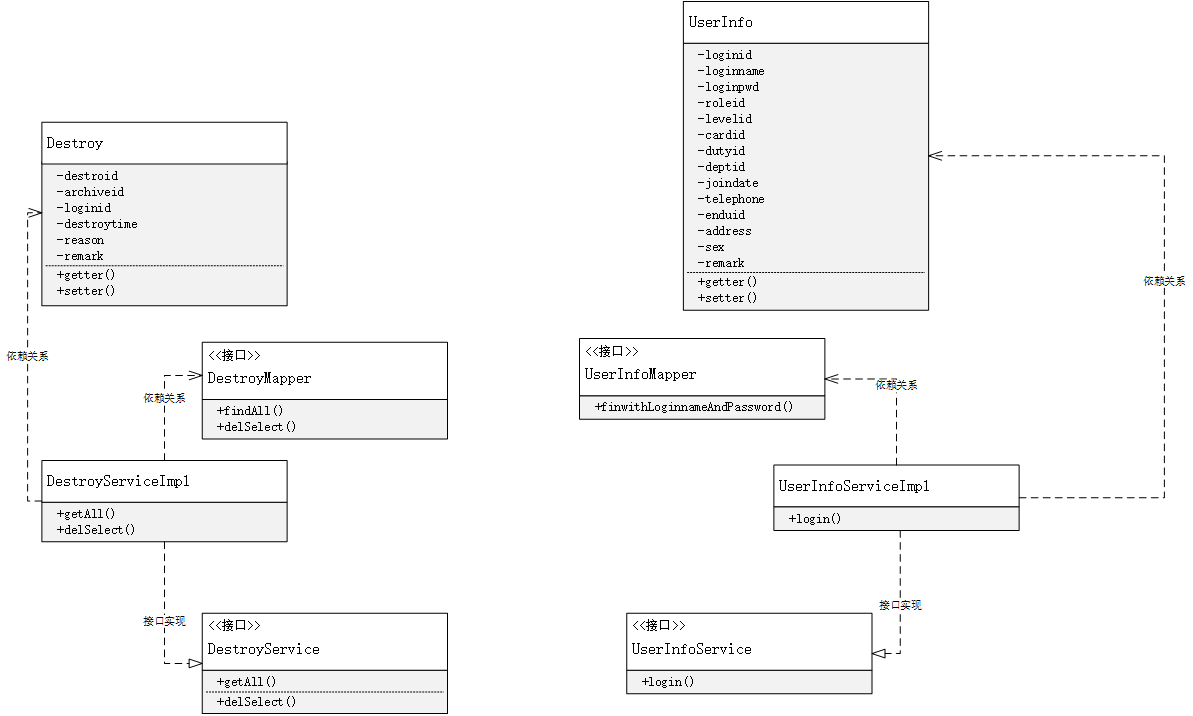 Destroy
-destroid
-archiveid
-loginid
-destroytime
-reason
-remark
+getter()
+setter()
依赖关系
<<接口>>
DestroyMapper
+findAll()
+delSelect()
依赖关系
DestroyServiceImpl
+getAll()
+delSelect()
接口实现
<<接口>>
DestroyService
+getAll()
+delSelect()
UserInfo
-loginid
-loginname
-loginpwd
-roleid
-levelid
-cardid
-dutyid
-deptid
-joindate
-telephone
-enduid
-address
-sex
-remark
+getter()
+setter()
依赖关系
<<接口>>
UserInfoMapper
+finwithLoginnameAndPassword()
依赖关系
UserInfoServiceImpl
+login()
接口实现
<<接口>>
UserInfoService
+login()